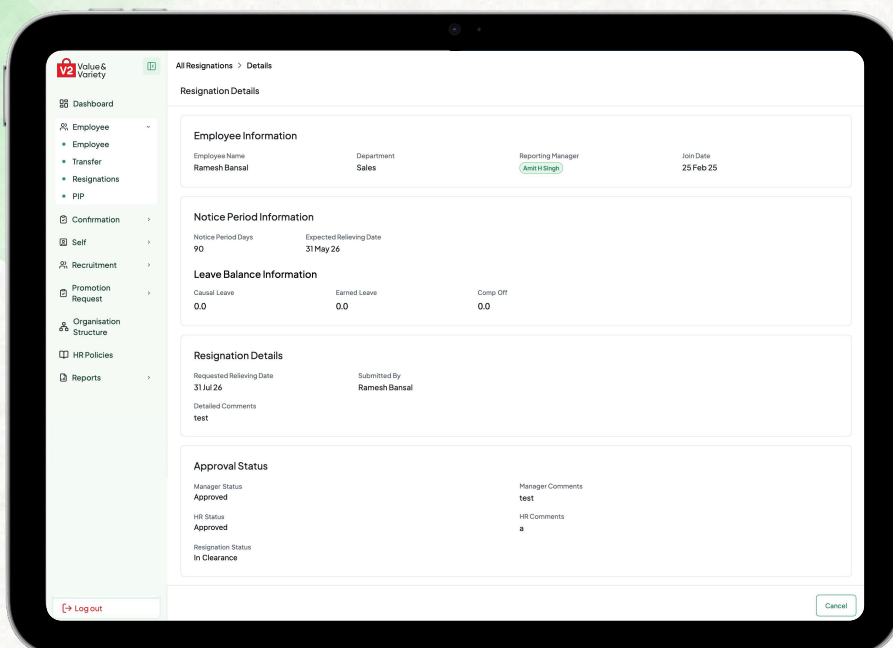 V2 Value &
Variety
All Resignations > Details
Resignation Details
Dashboard
Employee
Employee
Transfer
Resignations
PIP
Confirmation
Self
Recruitment
Promotion
Request
Organisation
Structure
HR Policies
Reports
Log out
Employee Information
Employee Name Department Reporting Manager Join Date
Ramesh Bansal Sales Amit H Singh 25 Feb 25
Notice Period Information
Notice Period Days Expected Relieving Date
90 31 May 26
Leave Balance Information
Causal Leave Earned Leave Comp Off
0.0 0.0 0.0
Resignation Details
Requested Relieving Date Submitted By
31 Jul 26 Ramesh Bansal
Detailed Comments
test
Approval Status
Manager Status Manager Comments
Approved test
HR Status HR Comments
Approved a
Resignation Status
In Clearance
Cancel